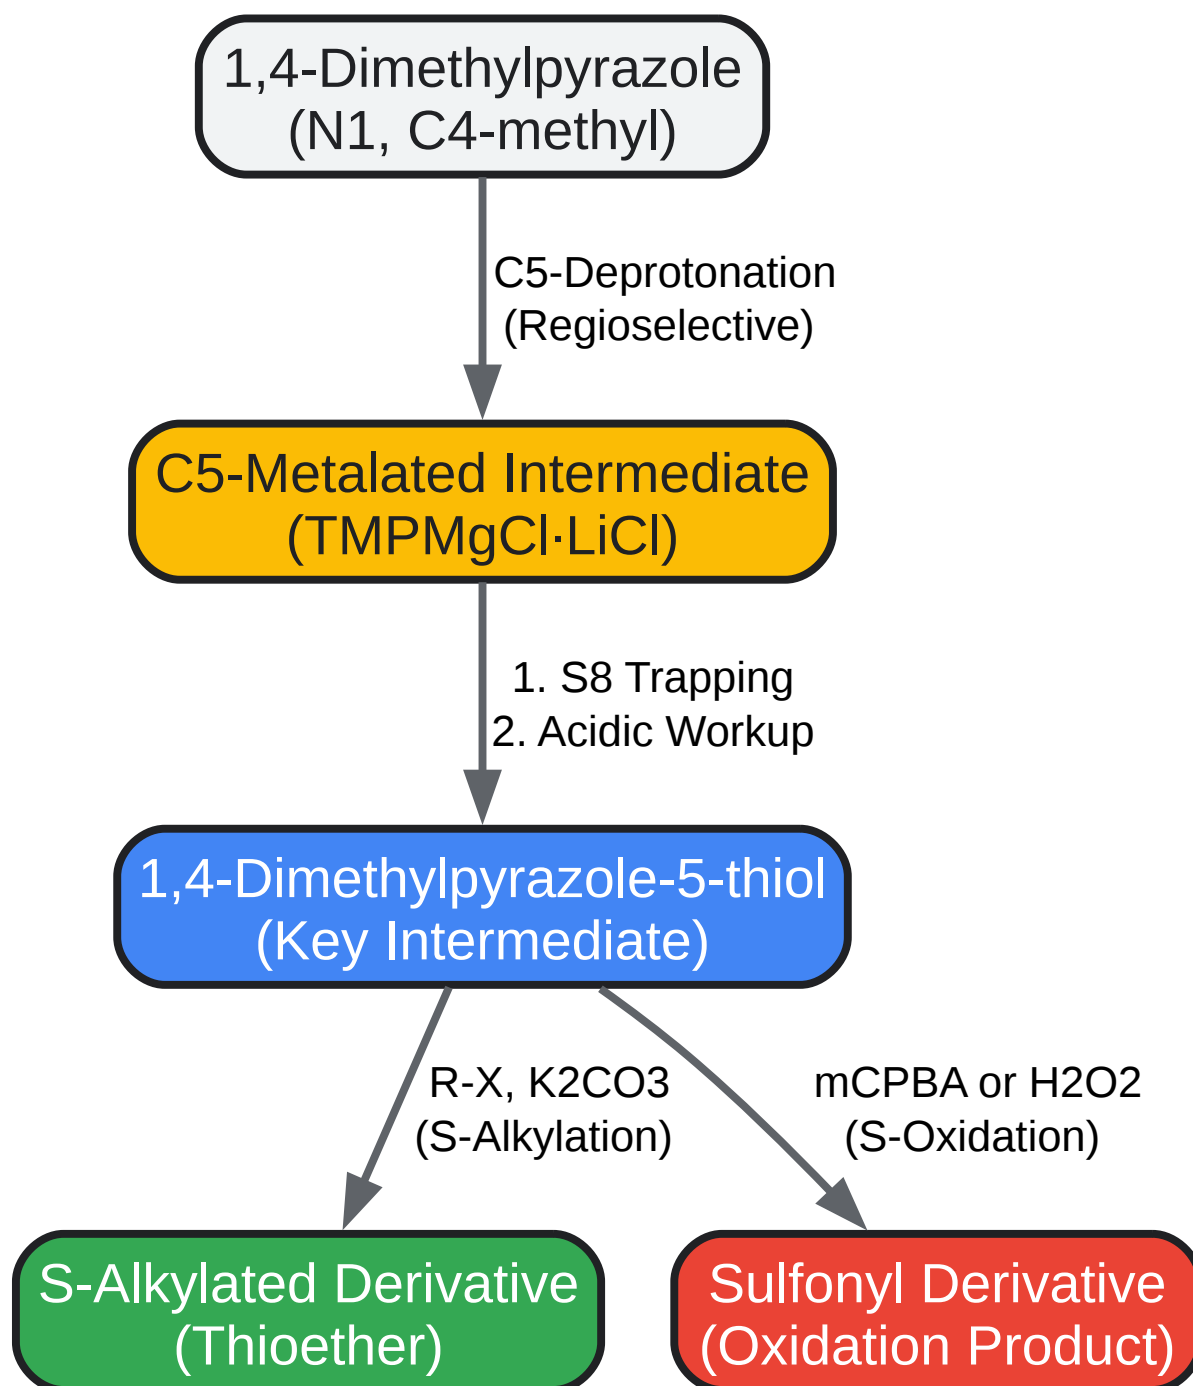 1,4-Dimethylpyrazole
(N1, C4-methyl)
C5-Deprotonation
(Regioselective)
C5-Metalated Intermediate
(TMPMgCl·LiCl)
1. S8 Trapping
2. Acidic Workup
1,4-Dimethylpyrazole-5-thiol
(Key Intermediate)
R-X, K2CO3
(S-Alkylation)
mCPBA or H2O2
(S-Oxidation)
S-Alkylated Derivative
(Thioether)
Sulfonyl Derivative
(Oxidation Product)